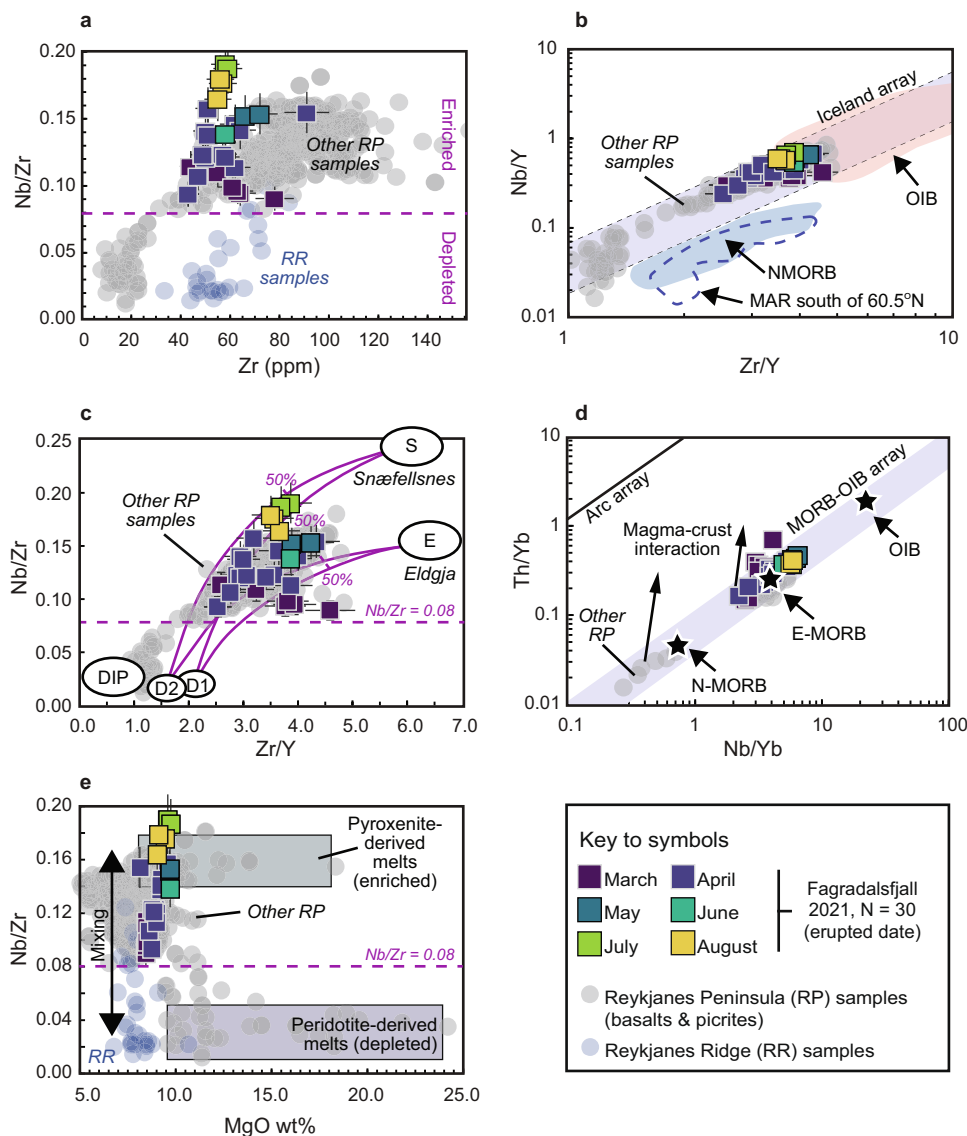 a
Nb/Zr
0.20
0.15
0.10
0.05
0.00
0
20
40
60
80
100
120
140
Zr (ppm)
Other RP
samples
RR
samples
Enriched
Depleted
b
Nb/Y
10
1
0.1
0.01
1
10
Zr/Y
Other RP
samples
Iceland array
OIB
NMORB
MAR south of 60.5°N
c
Nb/Zr
0.25
0.20
0.15
0.10
0.05
0.00
0.0
1.0
2.0
3.0
4.0
5.0
6.0
7.0
Zr/Y
S
Snæfellsnes
50%
Other RP
samples
50%
E
Eldgja
50%
Nb/Zr = 0.08
DIP
D2
D1
d
Th/Yb
10
1
0.1
0.01
0.1
1
10
100
Nb/Yb
Arc array
MORB-OIB array
Magma-crust
interaction
OIB
Other
RP
E-MORB
N-MORB
e
Nb/Zr
0.20
0.16
0.12
0.08
0.04
0.00
5.0
10.0
15.0
20.0
25.0
MgO wt%
Pyroxenite-
derived
melts
(enriched)
Other RP
Mixing
Nb/Zr = 0.08
Peridotite-derived
melts (depleted)
RR
Key to symbols
March
April
May
June
July
August
Fagradalsfjall
2021, N = 30
(erupted date)
Reykjanes Peninsula (RP) samples
(basalts & picrites)
Reykjanes Ridge (RR) samples